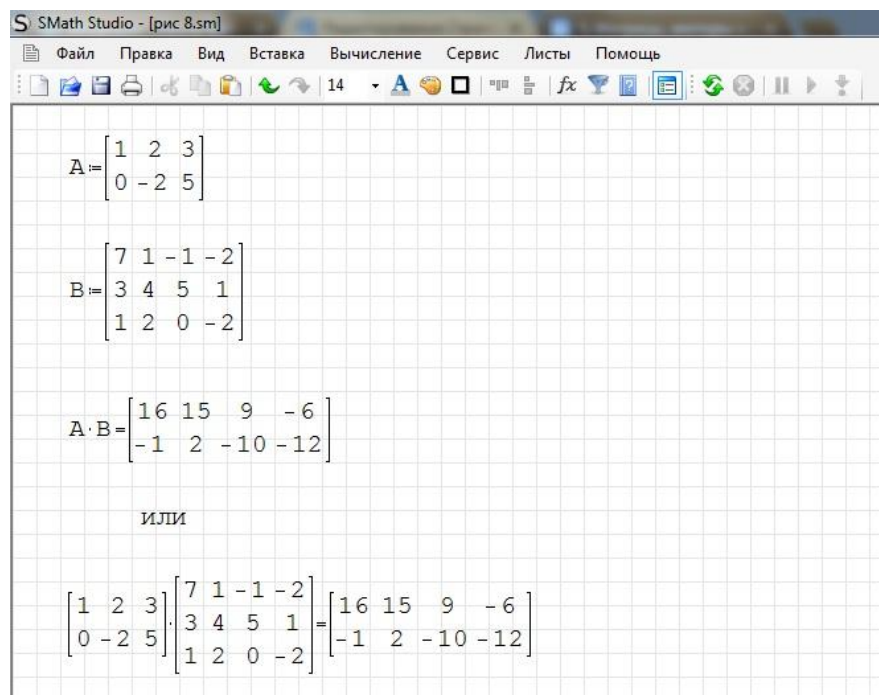 SMath Studio - [рис 8.sm]
Файл Правка Вид Вставка Вычисление Сервис Листы Помощь
14 A fx
A:=[1 2 3
0 -2 5]
B:=[7 1 -1 -2
3 4 5 1
1 2 0 -2]
A·B=[16 15 9 -6
-1 2 -10 -12]
или
[1 2 3
0 -2 5]·[7 1 -1 -2
3 4 5 1
1 2 0 -2]=[16 15 9 -6
-1 2 -10 -12]